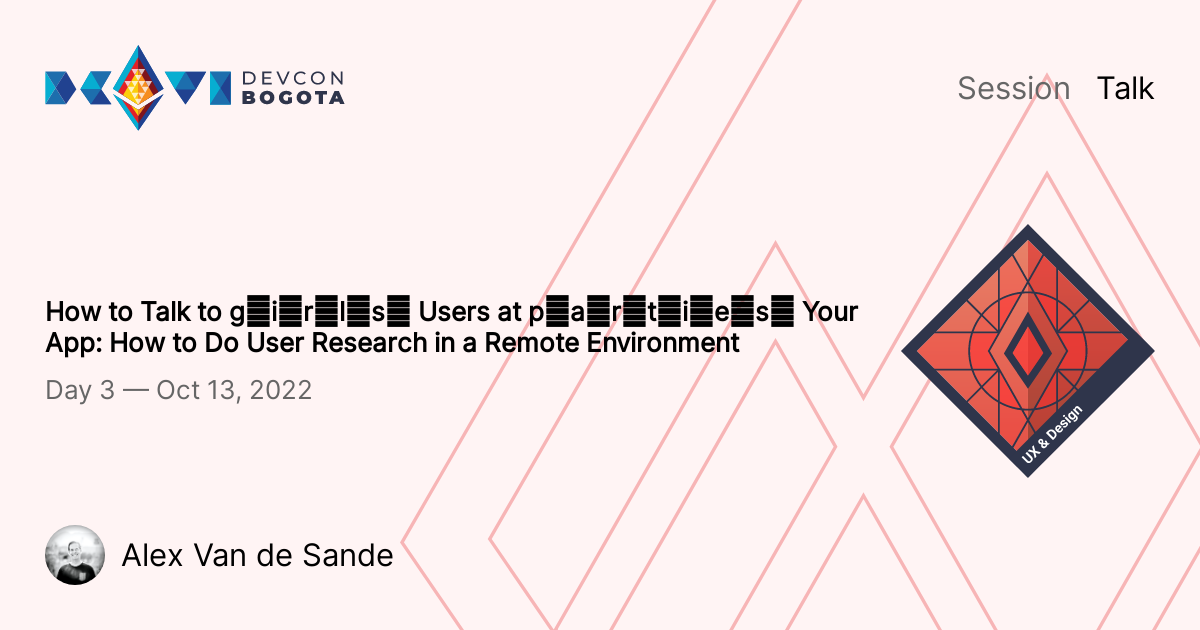 DEVCON
BOGOTA
Session Talk
How to Talk to g̶i̶r̶l̶s̶ Users at p̶a̶r̶t̶i̶e̶s̶ Your
App: How to Do User Research in a Remote Environment
Day 3 — Oct 13, 2022
UX & Design
Alex Van de Sande